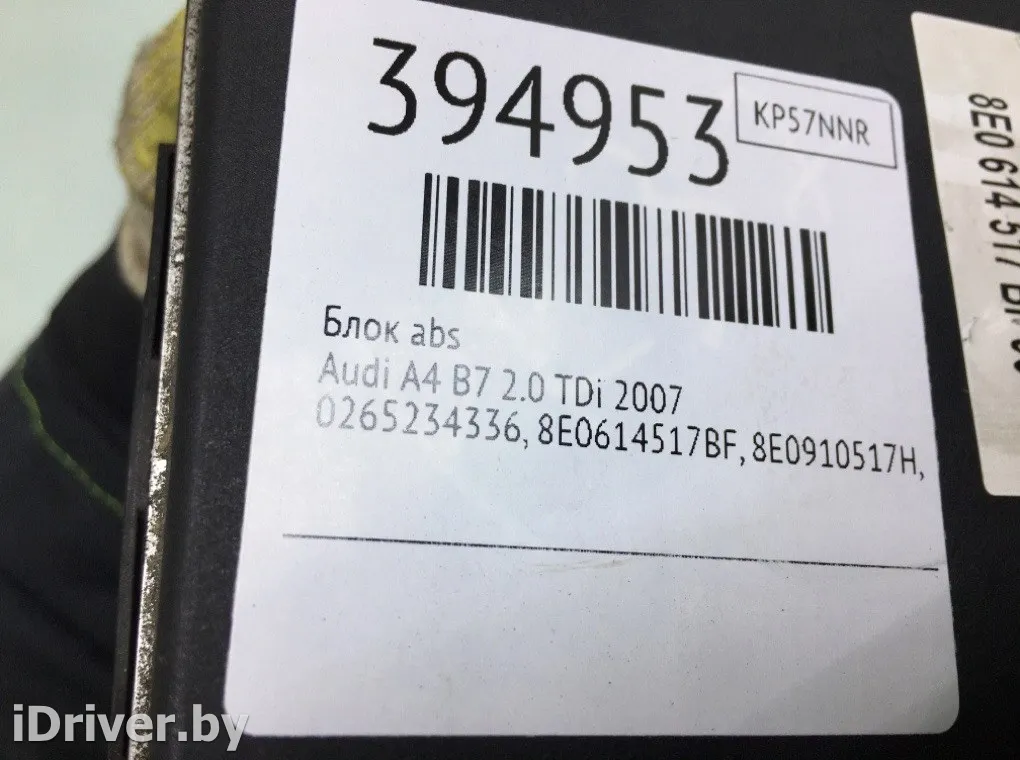 394953
KP57NNR
Блок abs
Audi A4 B7 2.0 TDi 2007
0265234336, 8E0614517BF, 8E0910517H,
8E0 614 517
iDriver.by